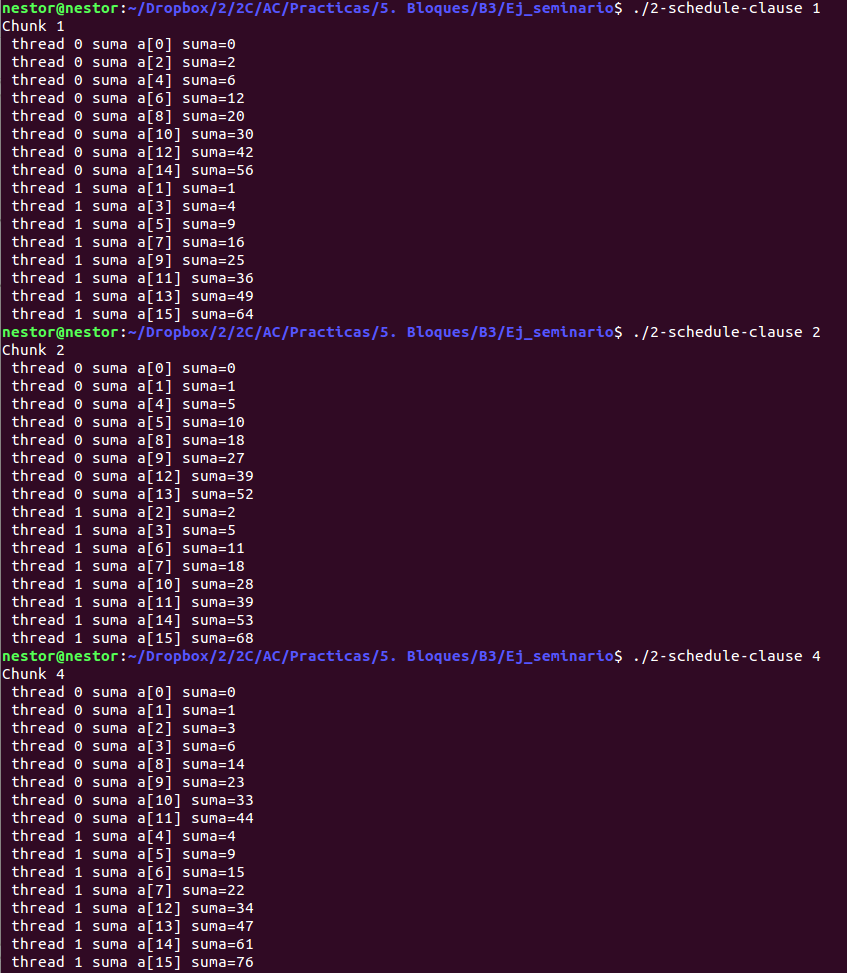 nestor@nestor:~/Dropbox/2/2C/AC/Practicas/5. Bloques/B3/Ej_seminario$ ./2-schedule-clause 1
Chunk 1
 thread 0 suma a[0] suma=0
 thread 0 suma a[2] suma=2
 thread 0 suma a[4] suma=6
 thread 0 suma a[6] suma=12
 thread 0 suma a[8] suma=20
 thread 0 suma a[10] suma=30
 thread 0 suma a[12] suma=42
 thread 0 suma a[14] suma=56
 thread 1 suma a[1] suma=1
 thread 1 suma a[3] suma=4
 thread 1 suma a[5] suma=9
 thread 1 suma a[7] suma=16
 thread 1 suma a[9] suma=25
 thread 1 suma a[11] suma=36
 thread 1 suma a[13] suma=49
 thread 1 suma a[15] suma=64
nestor@nestor:~/Dropbox/2/2C/AC/Practicas/5. Bloques/B3/Ej_seminario$ ./2-schedule-clause 2
Chunk 2
 thread 0 suma a[0] suma=0
 thread 0 suma a[1] suma=1
 thread 0 suma a[4] suma=5
 thread 0 suma a[5] suma=10
 thread 0 suma a[8] suma=18
 thread 0 suma a[9] suma=27
 thread 0 suma a[12] suma=39
 thread 0 suma a[13] suma=52
 thread 1 suma a[2] suma=2
 thread 1 suma a[3] suma=5
 thread 1 suma a[6] suma=11
 thread 1 suma a[7] suma=18
 thread 1 suma a[10] suma=28
 thread 1 suma a[11] suma=39
 thread 1 suma a[14] suma=53
 thread 1 suma a[15] suma=68
nestor@nestor:~/Dropbox/2/2C/AC/Practicas/5. Bloques/B3/Ej_seminario$ ./2-schedule-clause 4
Chunk 4
 thread 0 suma a[0] suma=0
 thread 0 suma a[1] suma=1
 thread 0 suma a[2] suma=3
 thread 0 suma a[3] suma=6
 thread 0 suma a[8] suma=14
 thread 0 suma a[9] suma=23
 thread 0 suma a[10] suma=33
 thread 0 suma a[11] suma=44
 thread 1 suma a[4] suma=4
 thread 1 suma a[5] suma=9
 thread 1 suma a[6] suma=15
 thread 1 suma a[7] suma=22
 thread 1 suma a[12] suma=34
 thread 1 suma a[13] suma=47
 thread 1 suma a[14] suma=61
 thread 1 suma a[15] suma=76